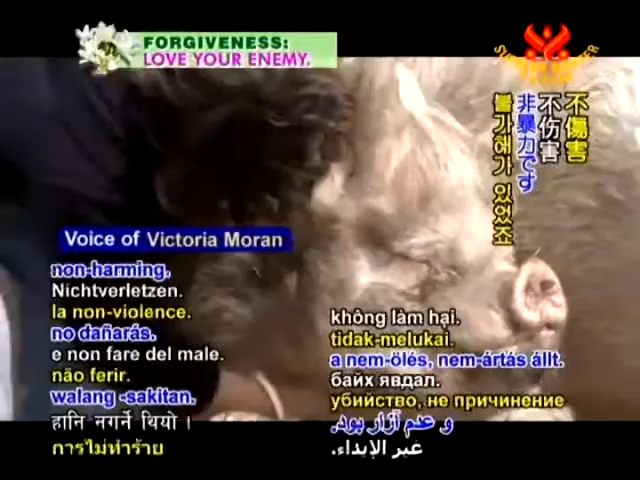 FORGIVENESS:
LOVE YOUR ENEMY.
不傷害
不伤害
非暴力です
불가해가 있었죠
Voice of Victoria Moran
non-harming.
Nichtverletzen.
la non-violence.
no dañarás.
e non fare del male.
não ferir.
walang -sakitan.
हानि नगर्ने थियो ।
การไม่ทำร้าย
không làm hại.
tidak-melukai.
a nem-ölés, nem-ártás állt.
байх явдал.
убийство, не причинение
و عدم آزار بود.
غير الإيذاء.